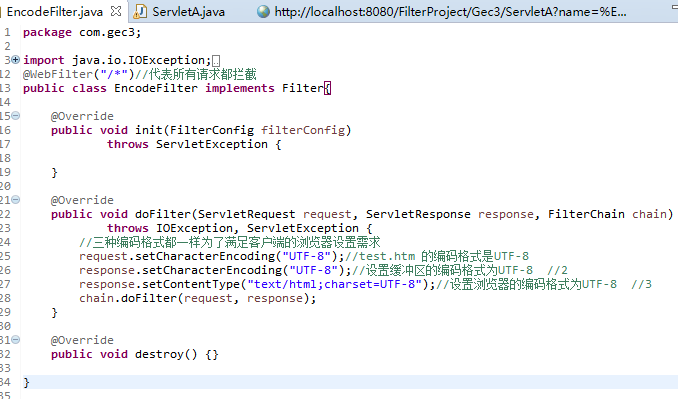 EncodeFilter.java ServletA.java http://localhost:8080/FilterProject/Gec3/ServletA?name=%E...
1 package com.gec3;
2
3 import java.io.IOException;
12 @WebFilter("/*")//代表所有请求都拦截
13 public class EncodeFilter implements Filter{
14
15 @Override
16 public void init(FilterConfig filterConfig)
17 throws ServletException {
18
19 }
20
21 @Override
22 public void doFilter(ServletRequest request, ServletResponse response, FilterChain chain)
23 throws IOException, ServletException {
24 //三种编码格式都一样为了满足客户端的浏览器设置需求
25 request.setCharacterEncoding("UTF-8");//test.htm 的编码格式是UTF-8
26 response.setCharacterEncoding("UTF-8");//设置缓冲区的编码格式为UTF-8 //2
27 response.setContentType("text/html;charset=UTF-8");//设置浏览器的编码格式为UTF-8 //3
28 chain.doFilter(request, response);
29 }
30
31 @Override
32 public void destroy() {}
33
34 }
35